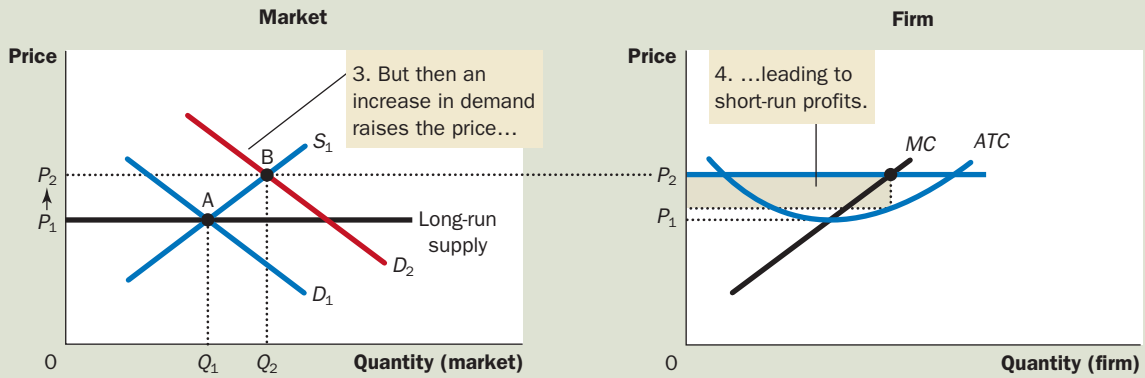 Market
Price
3. But then an
increase in demand
raises the price…
S1
B
P2
A
P1
Long-run
supply
D2
D1
0
Q1
Q2
Quantity (market)
Firm
Price
4. …leading to
short-run profits.
MC
ATC
P2
P1
0
Quantity (firm)